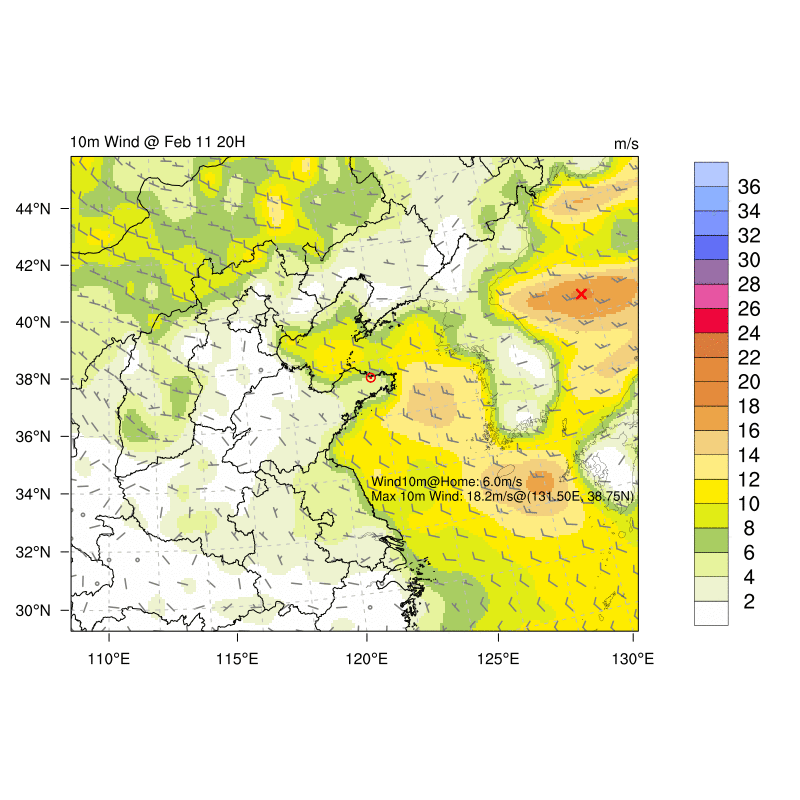 10m Wind @ Feb 11 20H
m/s
44°N
42°N
40°N
38°N
36°N
34°N
32°N
30°N
110°E
115°E
120°E
125°E
130°E
Wind10m@Home: 6.0m/s
Max 10m Wind: 18.2m/s@(131.50E, 38.75N)
36
34
32
30
28
26
24
22
20
18
16
14
12
10
8
6
4
2